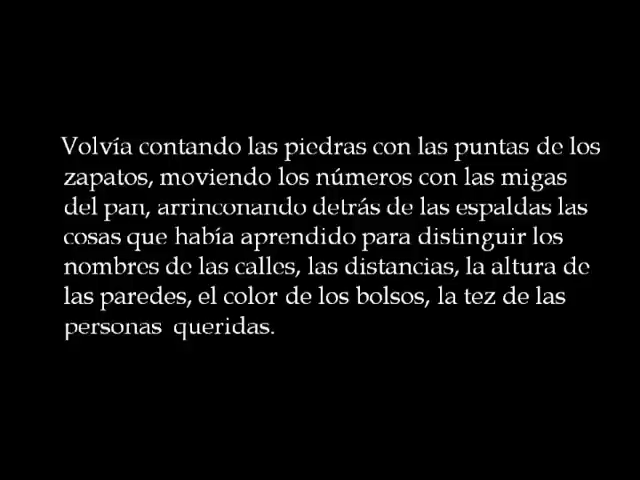 Volvía contando las piedras con las puntas de los
zapatos, moviendo los números con las migas
del pan, arrinconando detrás de las espaldas las
cosas que había aprendido para distinguir los
nombres de las calles, las distancias, la altura de
las paredes, el color de los bolsos, la tez de las
personas queridas.